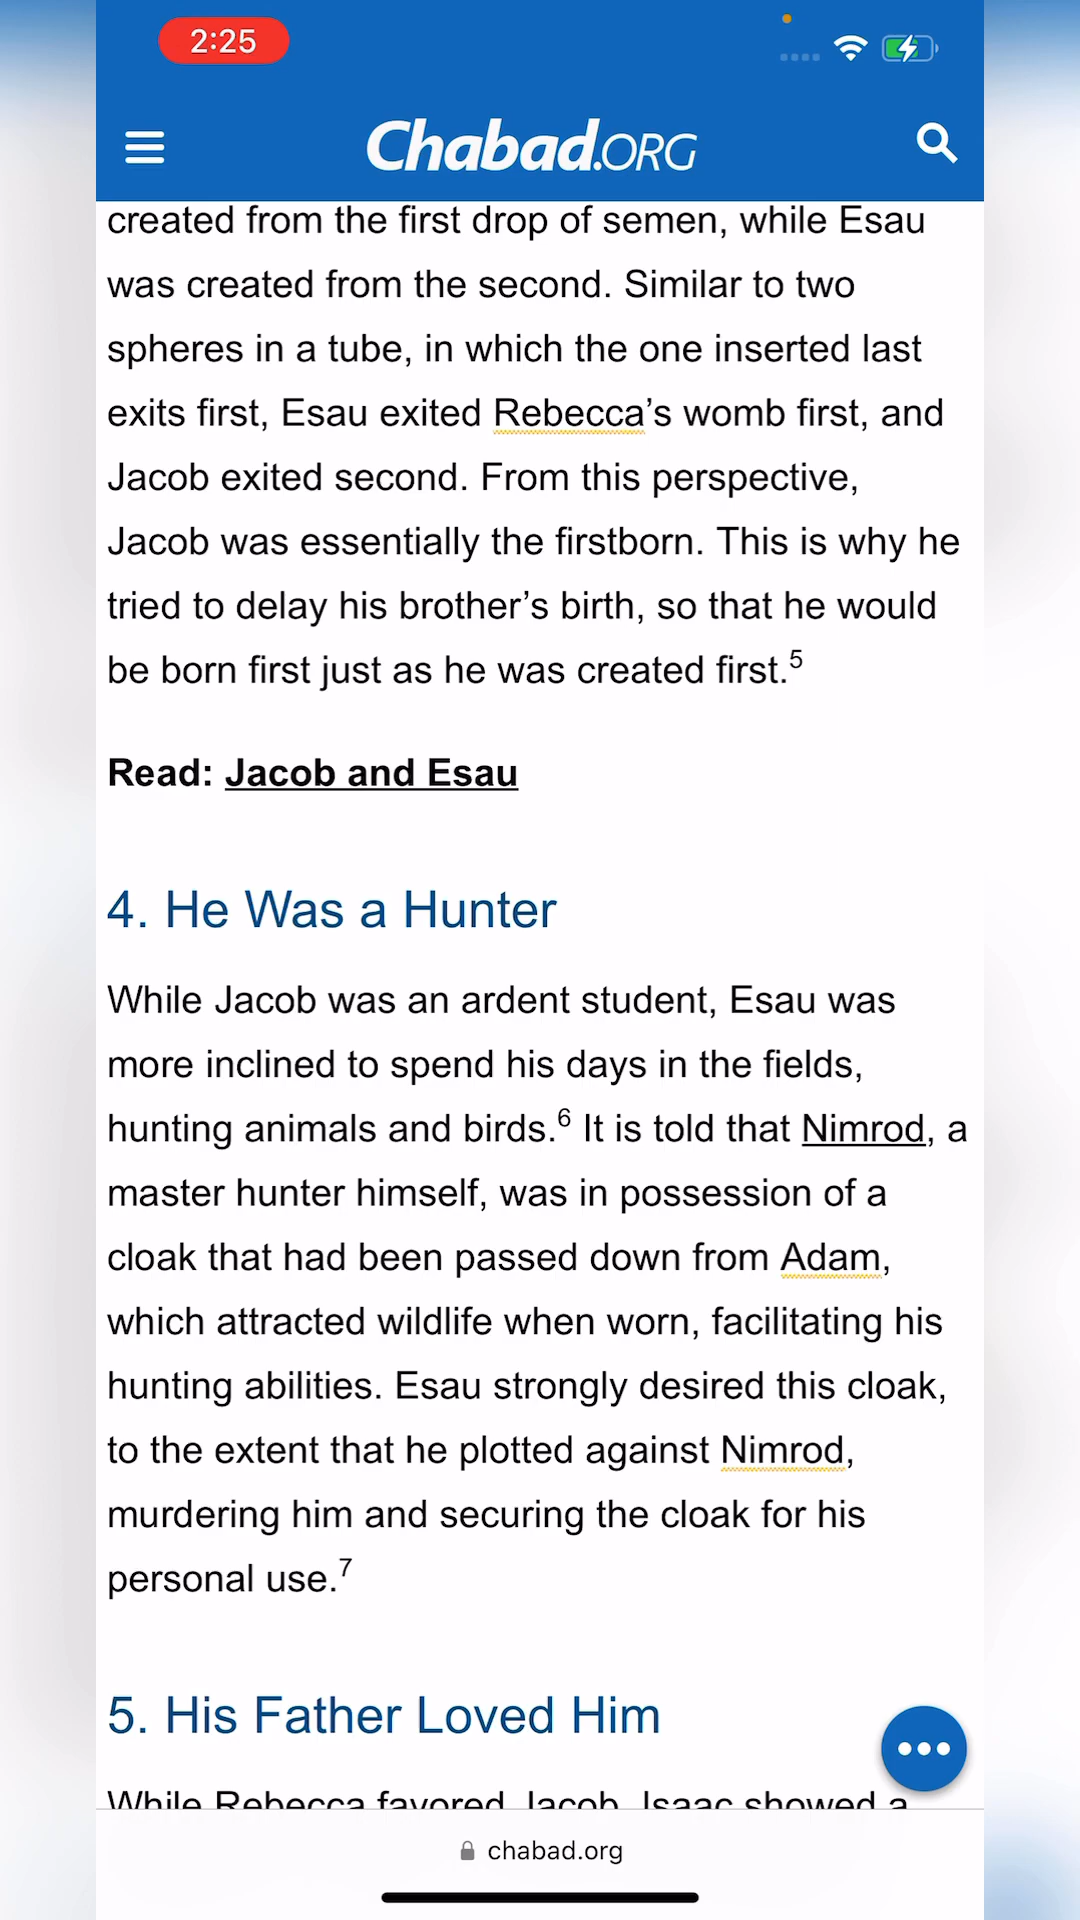 2:25
Chabad.ORG
created from the first drop of semen, while Esau
was created from the second. Similar to two
spheres in a tube, in which the one inserted last
exits first, Esau exited Rebecca’s womb first, and
Jacob exited second. From this perspective,
Jacob was essentially the firstborn. This is why he
tried to delay his brother’s birth, so that he would
be born first just as he was created first.5
Read: Jacob and Esau
4. He Was a Hunter
While Jacob was an ardent student, Esau was
more inclined to spend his days in the fields,
hunting animals and birds.6 It is told that Nimrod, a
master hunter himself, was in possession of a
cloak that had been passed down from Adam,
which attracted wildlife when worn, facilitating his
hunting abilities. Esau strongly desired this cloak,
to the extent that he plotted against Nimrod,
murdering him and securing the cloak for his
personal use.7
5. His Father Loved Him
While Rebecca favored Jacob, Isaac showed a
chabad.org